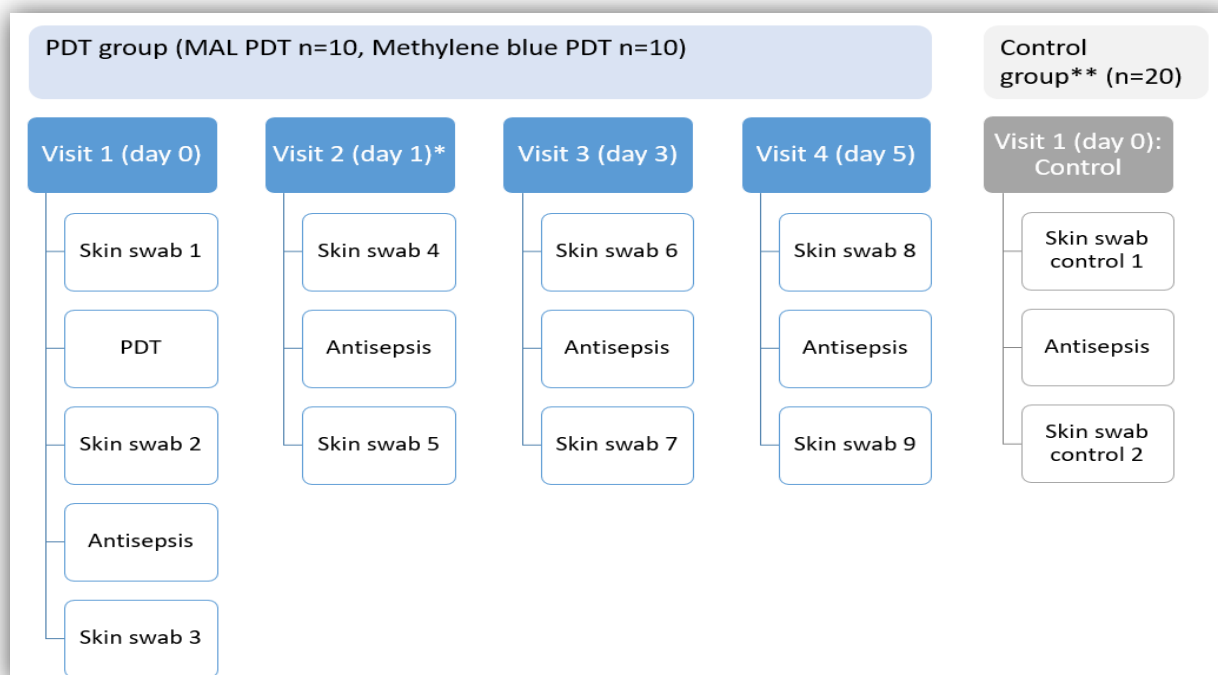 PDT group (MAL PDT n=10, Methylene blue PDT n=10)
Control
group** (n=20)
Visit 1 (day 0)
Skin swab 1
PDT
Skin swab 2
Antisepsis
Skin swab 3
Visit 2 (day 1)*
Skin swab 4
Antisepsis
Skin swab 5
Visit 3 (day 3)
Skin swab 6
Antisepsis
Skin swab 7
Visit 4 (day 5)
Skin swab 8
Antisepsis
Skin swab 9
Visit 1 (day 0):
Control
Skin swab
control 1
Antisepsis
Skin swab
control 2